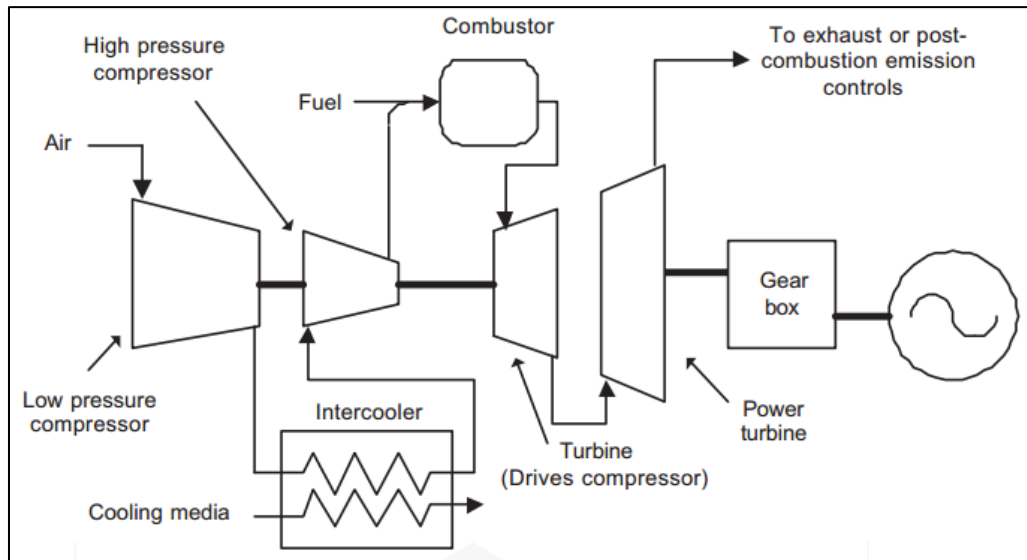 Combustor
High pressure
compressor
To exhaust or post-
combustion emission
controls
Fuel
Air
Gear
box
Low pressure
compressor
Intercooler
Turbine
(Drives compressor)
Power
turbine
Cooling media